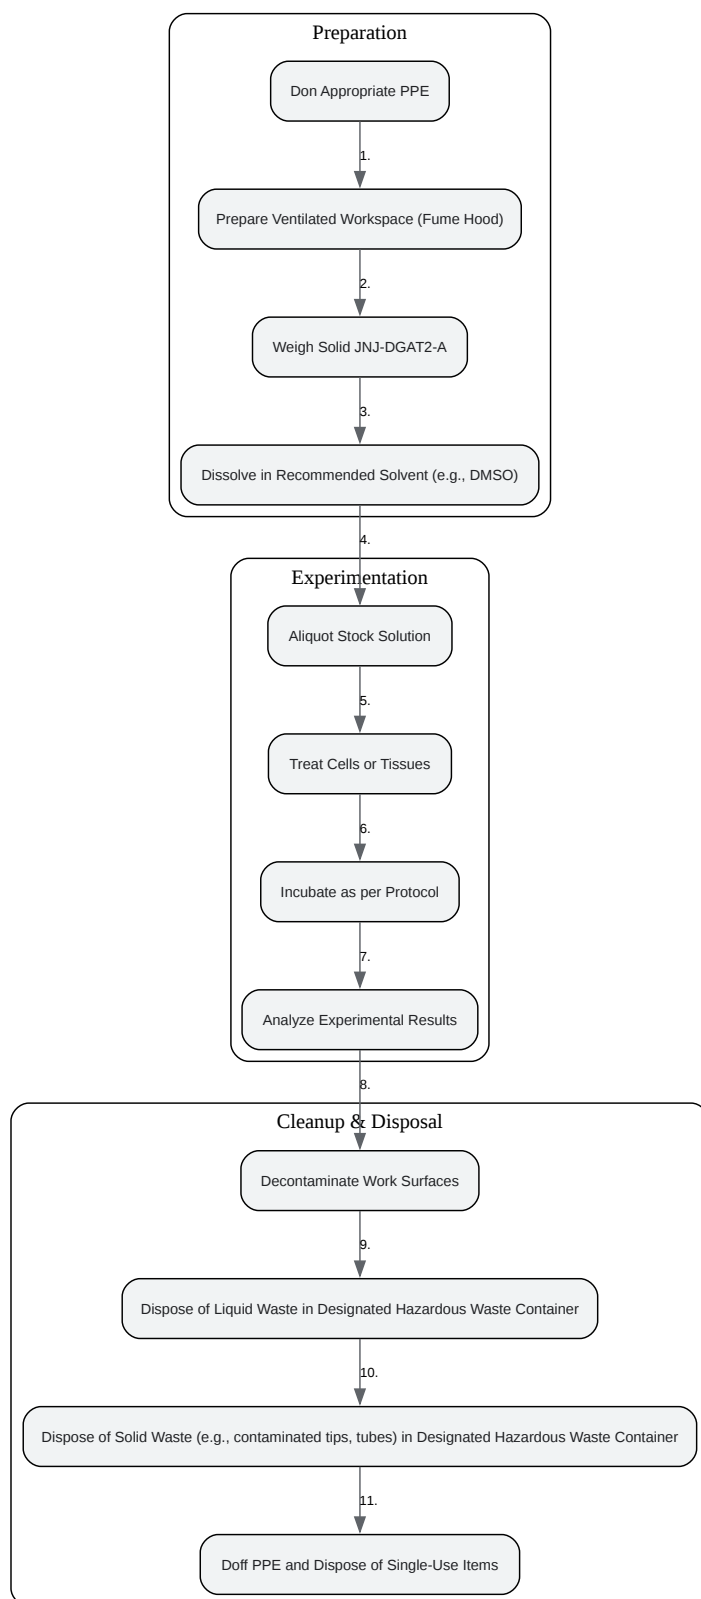 Preparation
Don Appropriate PPE
1.
Prepare Ventilated Workspace (Fume Hood)
2.
Weigh Solid JNJ-DGAT2-A
3.
Dissolve in Recommended Solvent (e.g., DMSO)
4.
Experimentation
Aliquot Stock Solution
5.
Treat Cells or Tissues
6.
Incubate as per Protocol
7.
Analyze Experimental Results
8.
Cleanup & Disposal
Decontaminate Work Surfaces
9.
Dispose of Liquid Waste in Designated Hazardous Waste Container
10.
Dispose of Solid Waste (e.g., contaminated tips, tubes) in Designated Hazardous Waste Container
11.
Doff PPE and Dispose of Single-Use Items